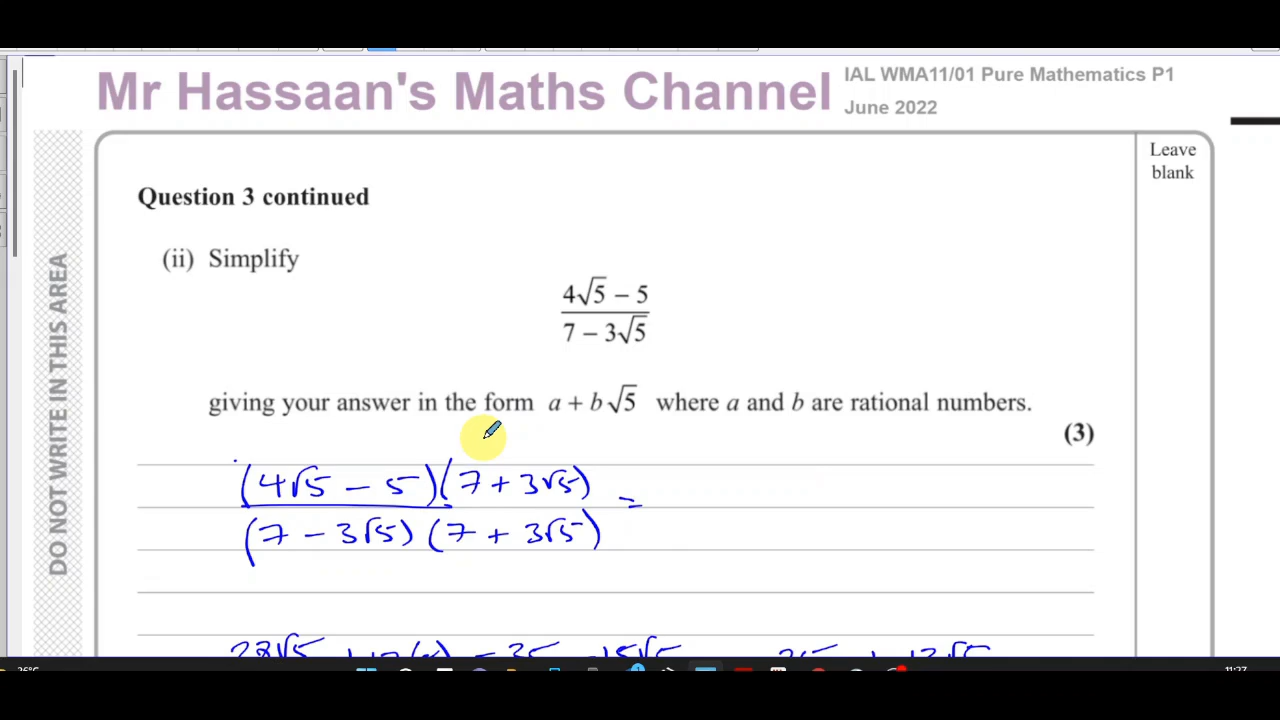 Mr Hassaan's Maths Channel
IAL WMA11/01 Pure Mathematics P1
June 2022
Leave
blank
Question 3 continued
(ii) Simplify
4√5 – 5
7 – 3√5
giving your answer in the form a + b√5 where a and b are rational numbers.
(3)
(4√5 – 5)(7 + 3√5) =
(7 – 3√5) (7 + 3√5)
DO NOT WRITE IN THIS AREA
11:27